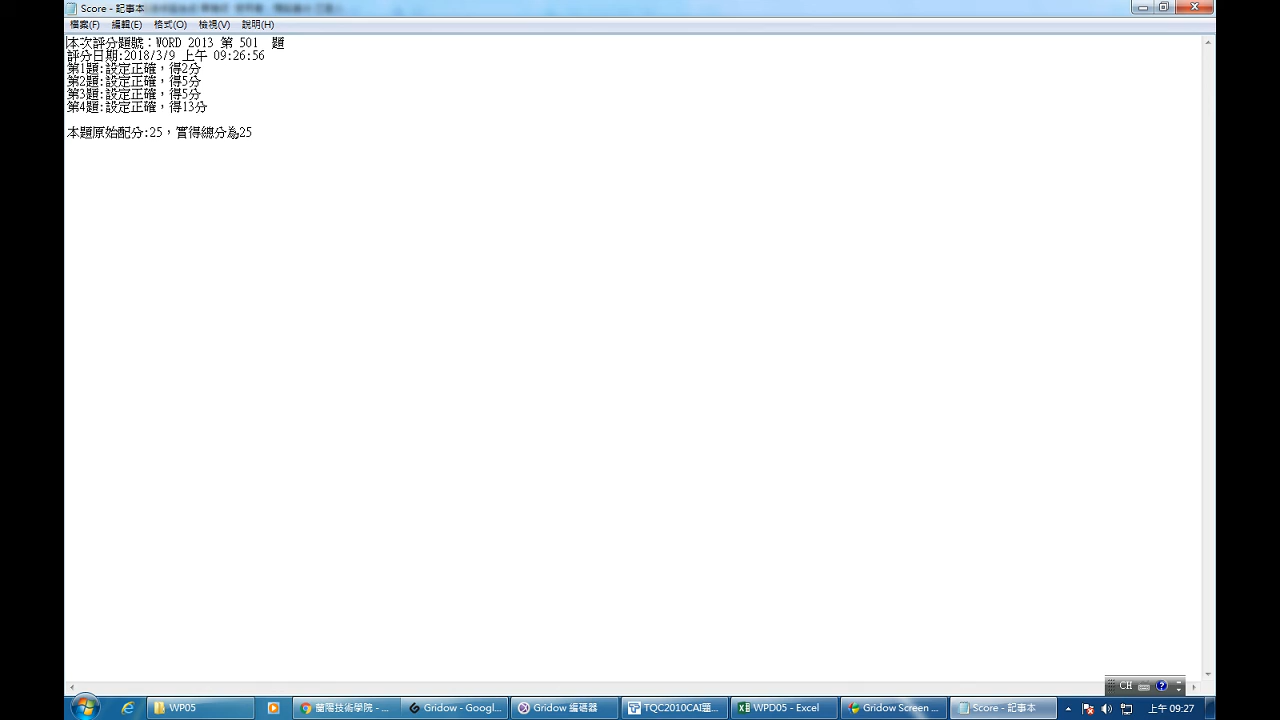 Score - 記事本
檔案(F) 編輯(E) 格式(O) 檢視(V) 說明(H)
本次評分題號：WORD 2013 第 501 題
評分日期:2018/3/9 上午 09:26:56
第1題:設定正確，得2分
第2題:設定正確，得5分
第3題:設定正確，得5分
第4題:設定正確，得13分
本題原始配分:25，實得總分為25
CH
WP05 蘭陽技術學院 - ... Gridow - Googl... Gridow 編碼器 TQC2010CAI題... WPD05 - Excel Gridow Screen ... Score - 記事本 上午 09:27